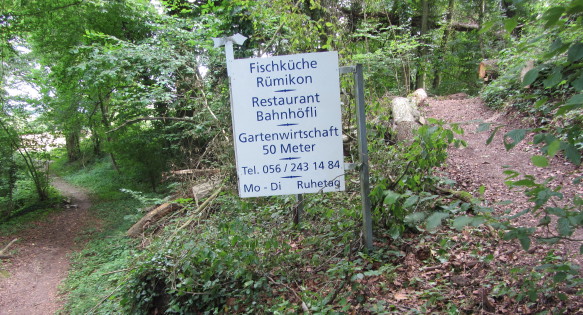 Fischküche
Rümikon
Restaurant
Bahnhöfli
Gartenwirtschaft
50 Meter
Tel. 056 / 243 14 84
Mo - Di Ruhetag